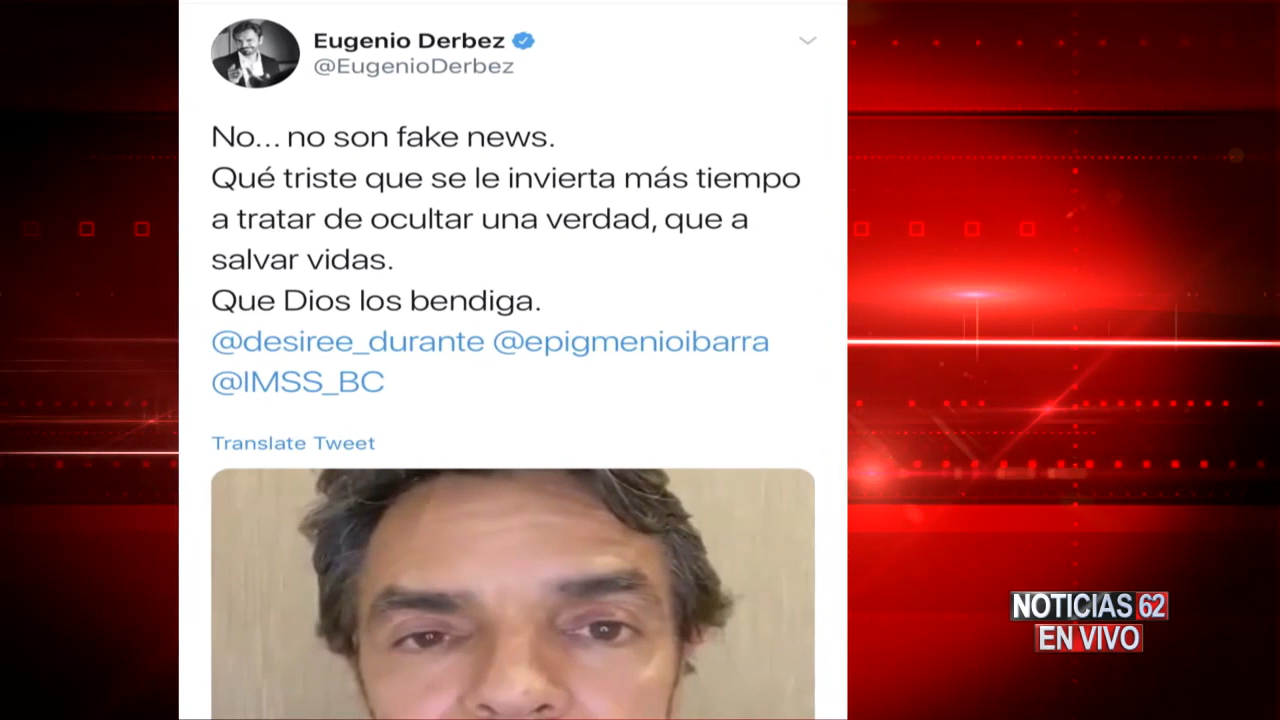 Eugenio Derbez
@EugenioDerbez
No... no son fake news.
Qué triste que se le invierta más tiempo
a tratar de ocultar una verdad, que a
salvar vidas.
Que Dios los bendiga.
@desiree_durante @epigmenioibarra
@IMSS_BC
Translate Tweet
NOTICIAS 62
EN VIVO